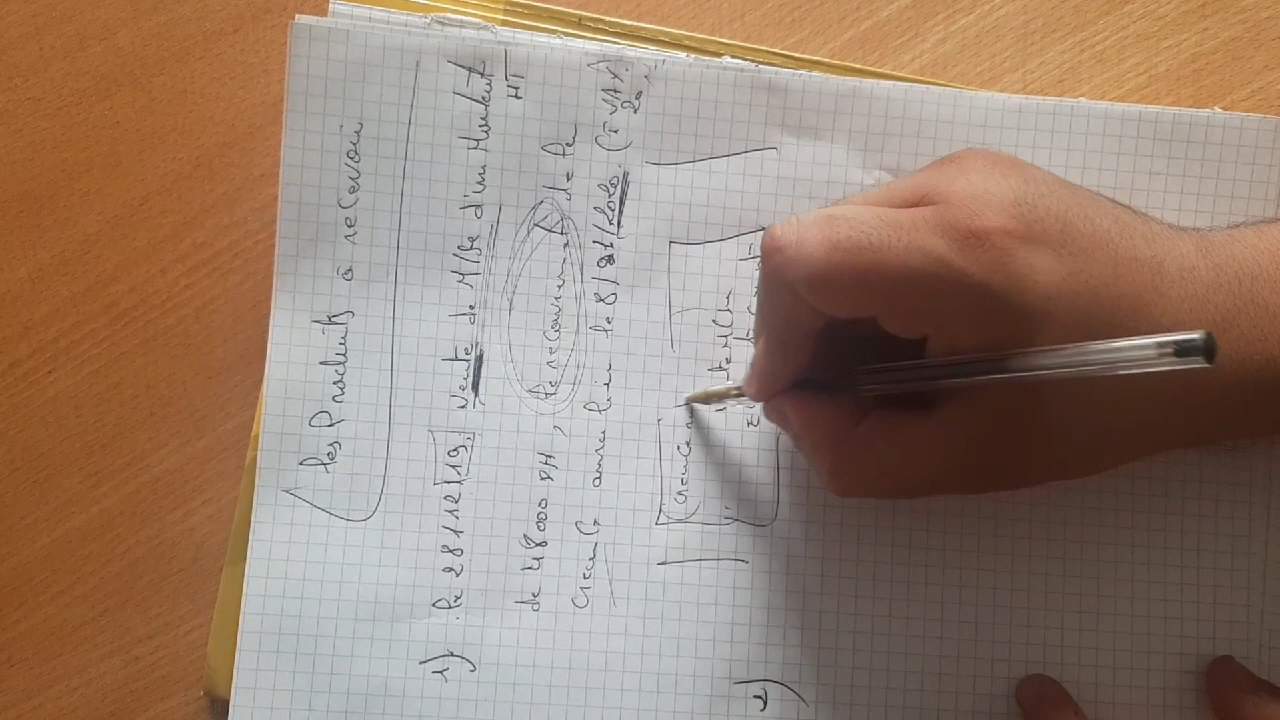 les Produits à recevoir
1) le 28/12/19, Vente de M/se d'un Montant HT
de 48000 DH, le recouvrement de la
créance aura lieu le 8/01/2020. (TVA
20%)
Créance
2)